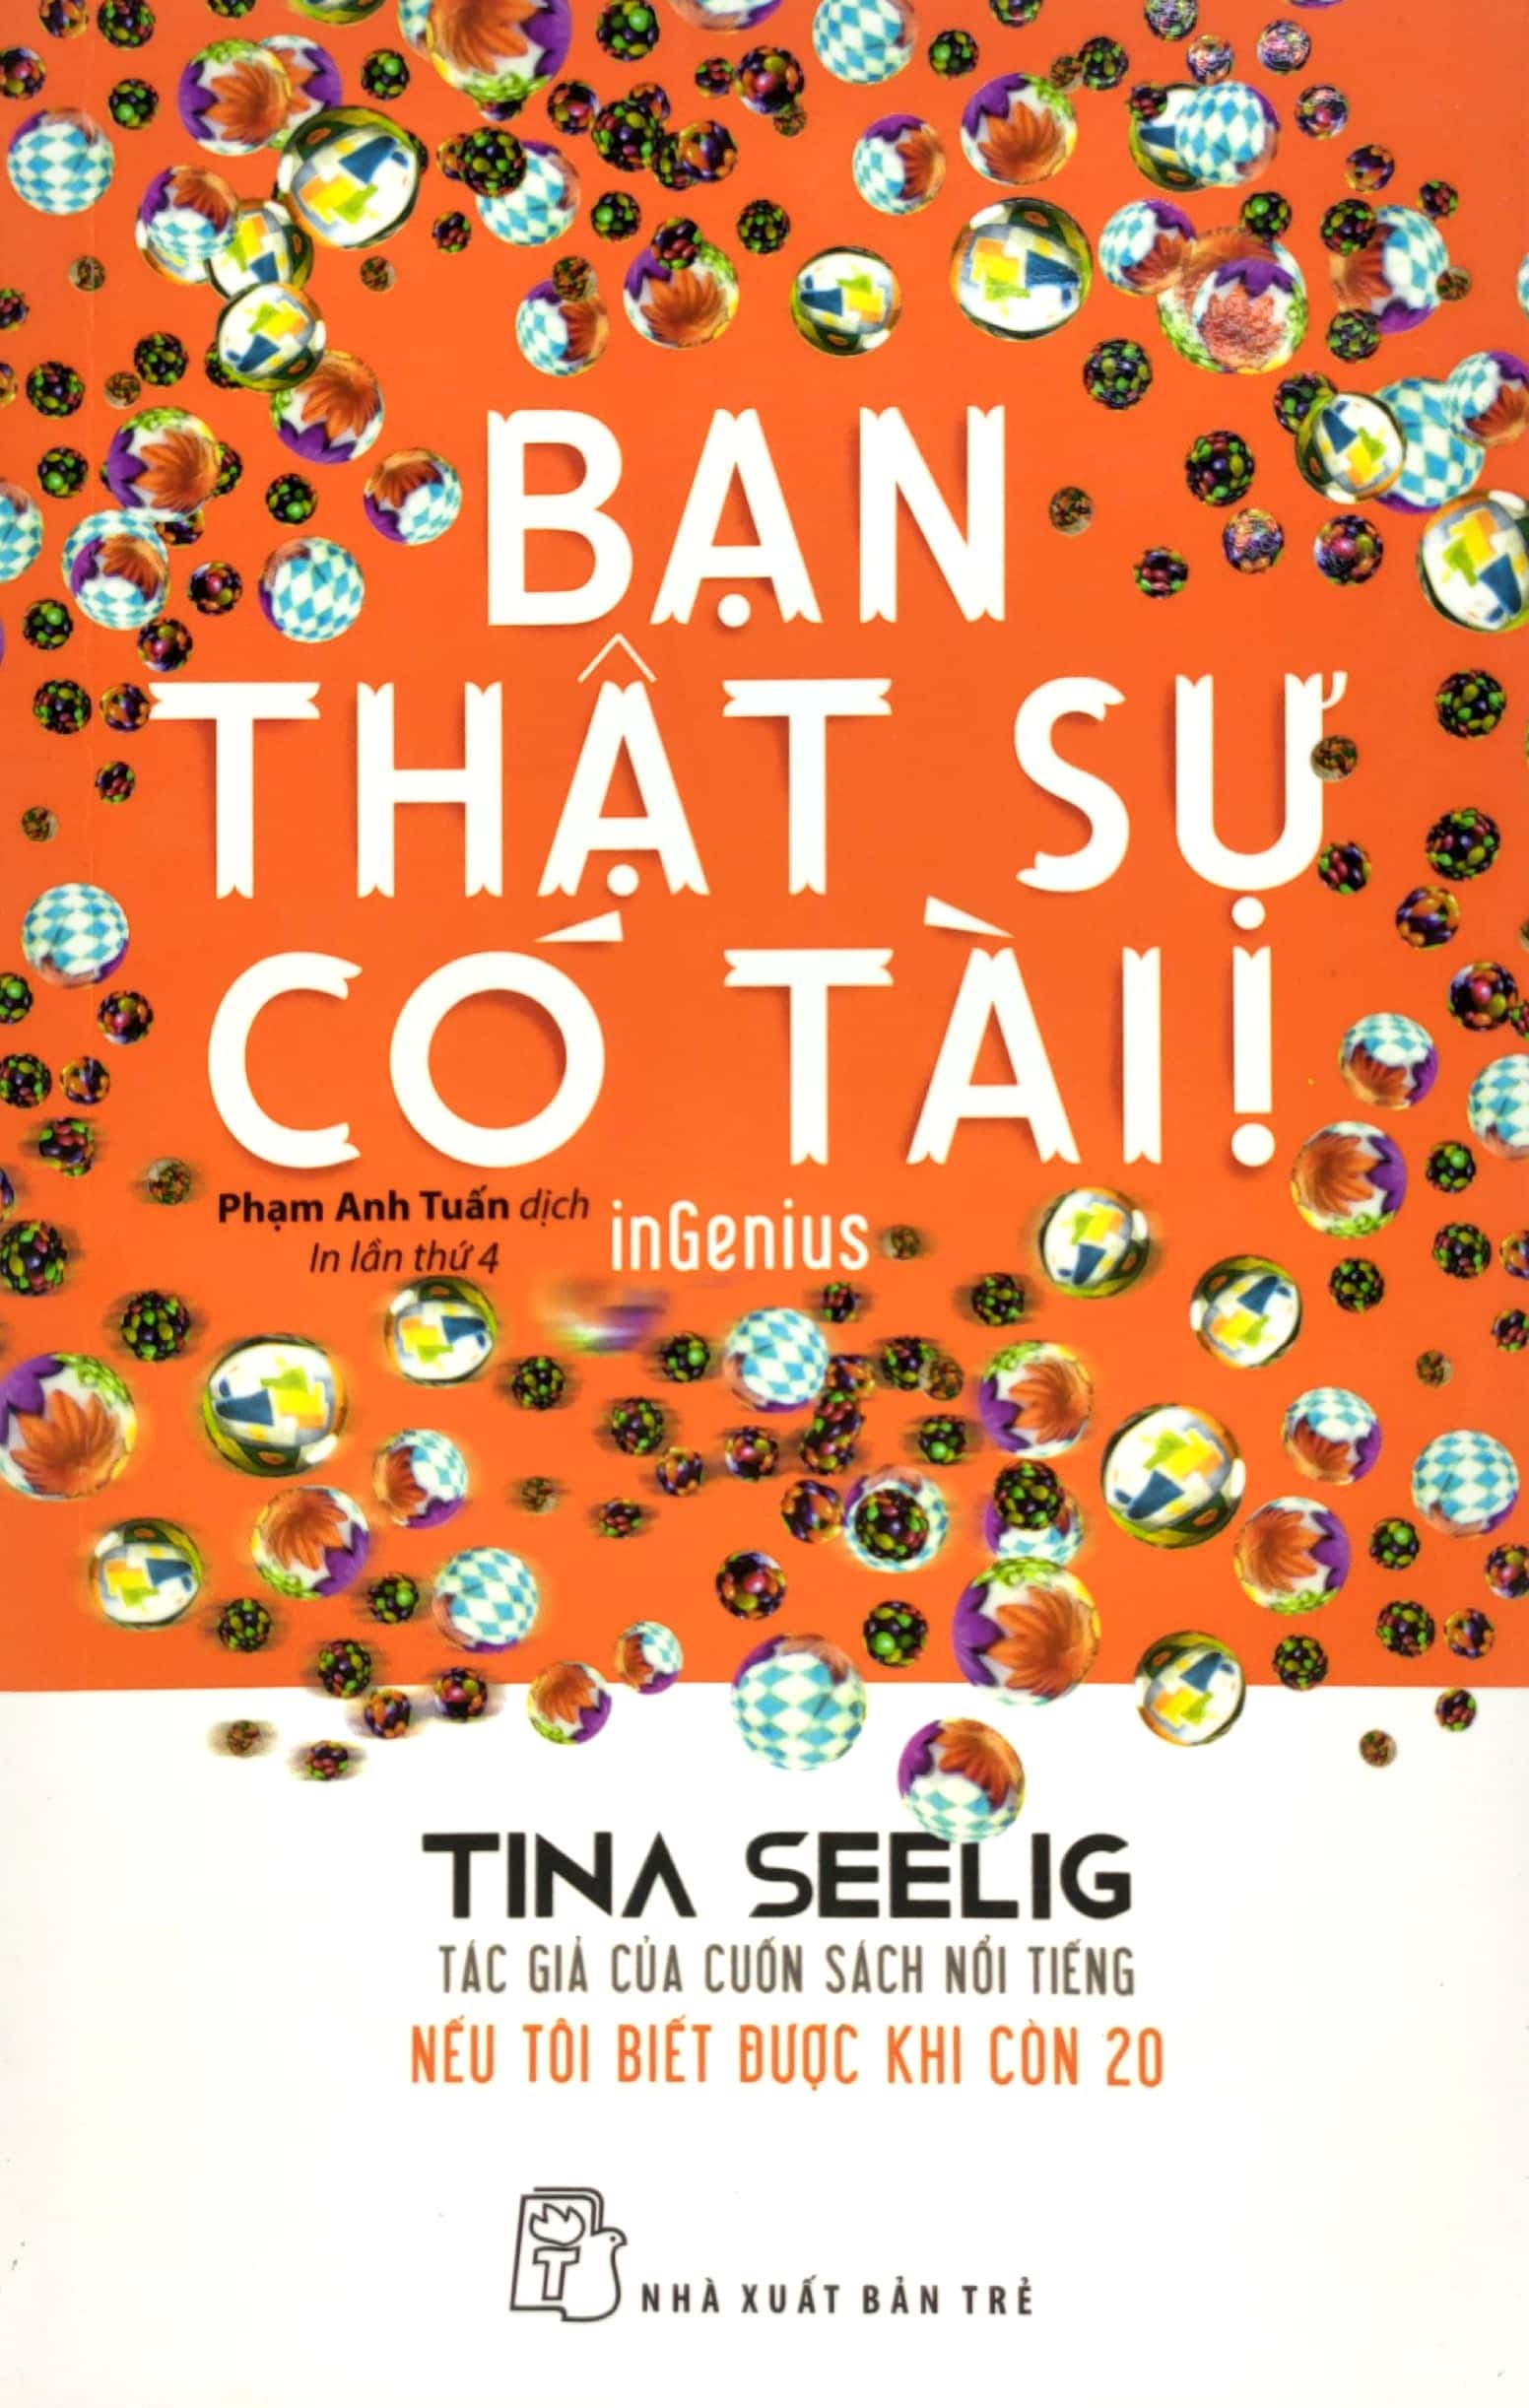 BẠN
THẬT SỰ
CÓ TÀI!
Phạm Anh Tuấn dịch
In lần thứ 4
inGenius
TINA SEELIG
TÁC GIẢ CỦA CUỐN SÁCH NỔI TIẾNG
NẾU TÔI BIẾT ĐƯỢC KHI CÒN 20
T
NHÀ XUẤT BẢN TRẺ